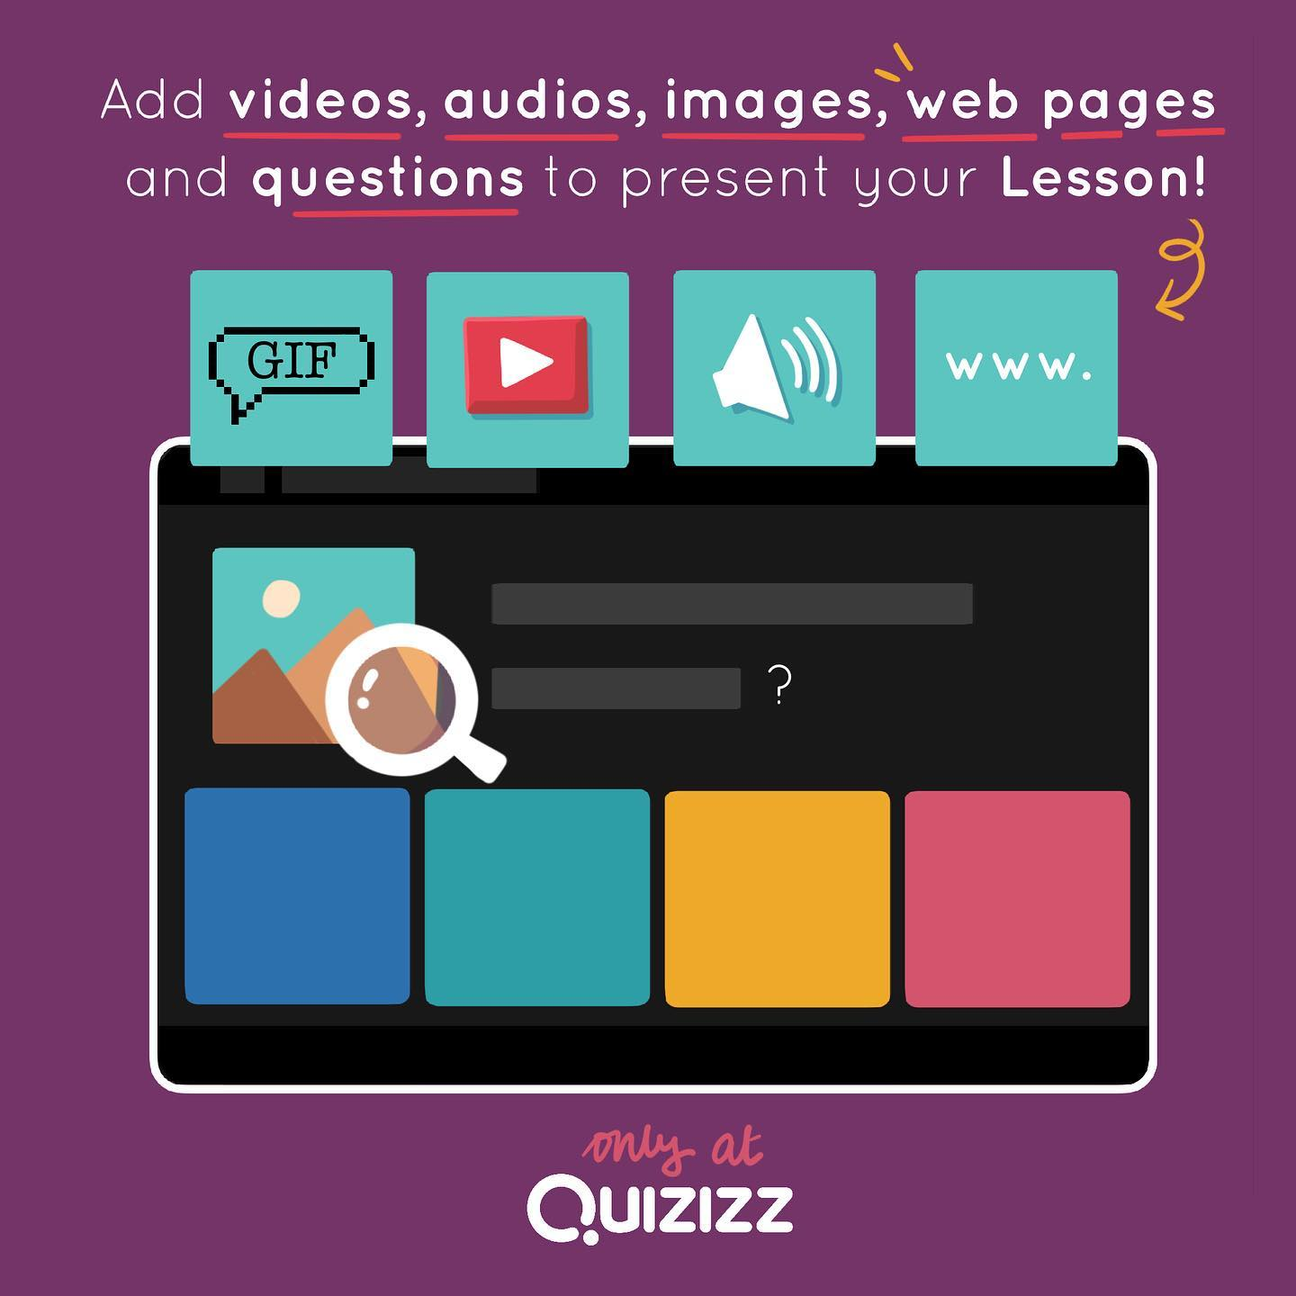 Add videos, audios, images, web pages
and questions to present your Lesson!
GIF
www.
?
only at
QUIZIZZ